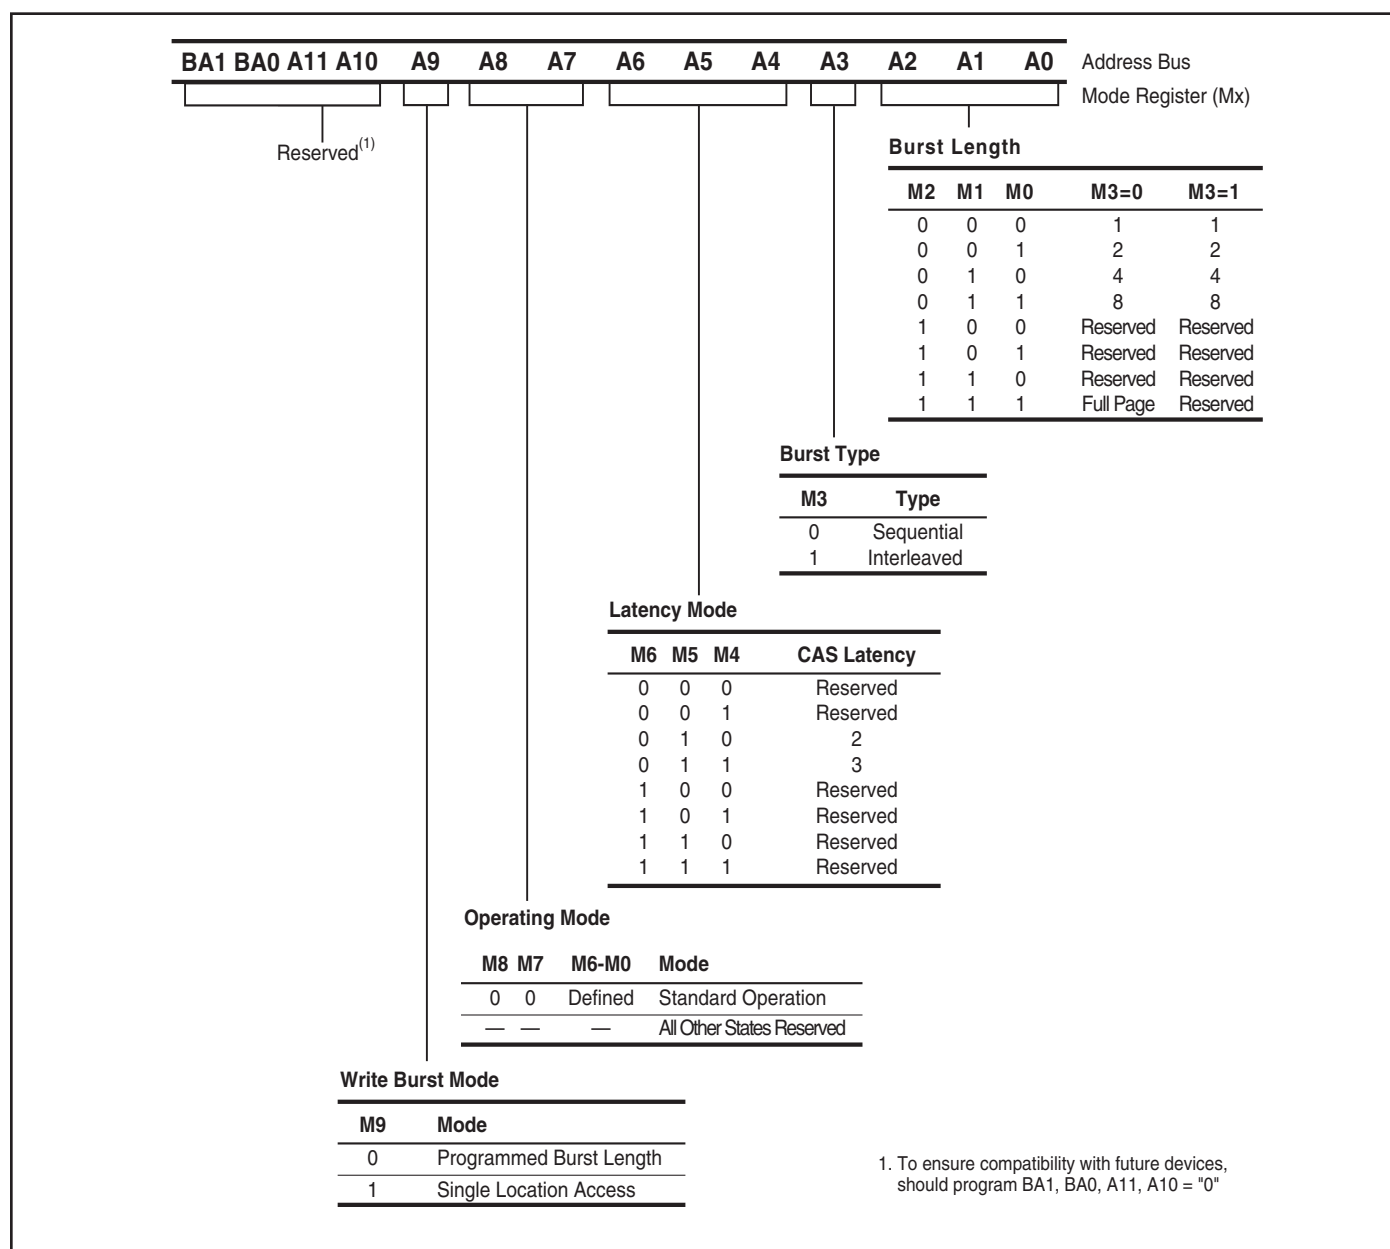 BA1 BA0 A11 A10 A9 A8 A7 A6 A5 A4 A3 A2 A1 A0 Address Bus
Mode Register (Mx)
Reserved(1)
Burst Length
M2 M1 M0 M3=0 M3=1
0 0 0 1 1
0 0 1 2 2
0 1 0 4 4
0 1 1 8 8
1 0 0 Reserved Reserved
1 0 1 Reserved Reserved
1 1 0 Reserved Reserved
1 1 1 Full Page Reserved
Burst Type
M3 Type
0 Sequential
1 Interleaved
Latency Mode
M6 M5 M4 CAS Latency
0 0 0 Reserved
0 0 1 Reserved
0 1 0 2
0 1 1 3
1 0 0 Reserved
1 0 1 Reserved
1 1 0 Reserved
1 1 1 Reserved
Operating Mode
M8 M7 M6-M0 Mode
0 0 Defined Standard Operation
— — — All Other States Reserved
Write Burst Mode
M9 Mode
0 Programmed Burst Length
1 Single Location Access
1. To ensure compatibility with future devices,
should program BA1, BA0, A11, A10 = "0"